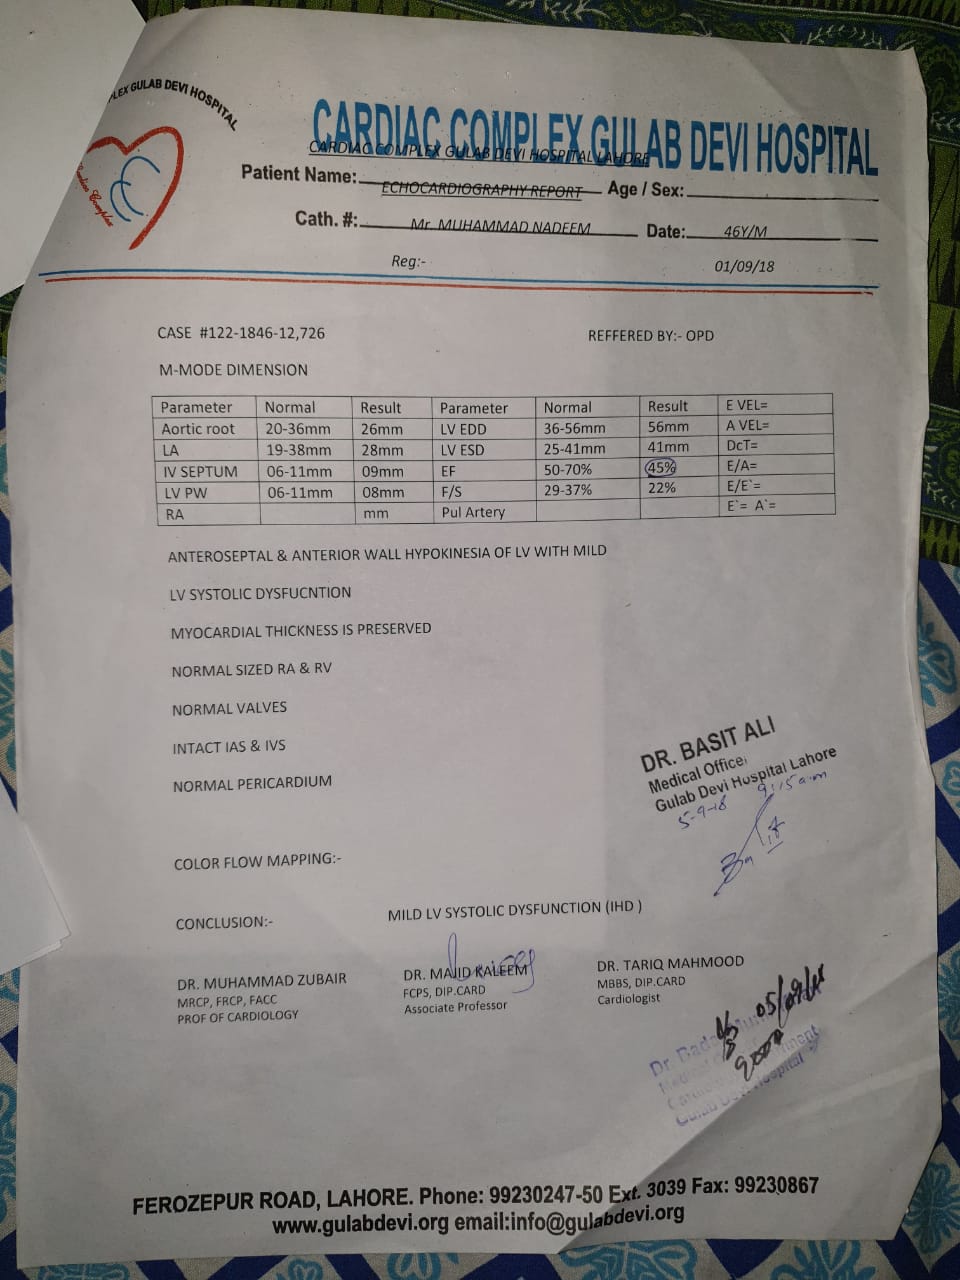 PLEX GULAB DEVI HOSPITAL
CARDIAC COMPLEX GULAB DEVI HOSPITAL
CARDIAC COMPLEX GULAB DEVI HOSPITAL LAHORE
Patient Name: ECHOCARDIOGRAPHY REPORT Age / Sex:
Cath. #: Mr. MUHAMMAD NADEEM Date: 46Y/M
Reg:- 01/09/18
CASE #122-1846-12,726 REFFERED BY:- OPD
M-MODE DIMENSION
Parameter Normal Result Parameter Normal Result E VEL=
Aortic root 20-36mm 26mm LV EDD 36-56mm 56mm A VEL=
LA 19-38mm 28mm LV ESD 25-41mm 41mm DcT=
IV SEPTUM 06-11mm 09mm EF 50-70% 45% E/A=
LV PW 06-11mm 08mm F/S 29-37% 22% E/E`=
RA mm Pul Artery E`= A`=
ANTEROSEPTAL & ANTERIOR WALL HYPOKINESIA OF LV WITH MILD
LV SYSTOLIC DYSFUCNTION
MYOCARDIAL THICKNESS IS PRESERVED
NORMAL SIZED RA & RV
NORMAL VALVES
INTACT IAS & IVS
NORMAL PERICARDIUM
DR. BASIT ALI
Medical Officer
Gulab Devi Hospital Lahore
5-9-18 9:15 am
COLOR FLOW MAPPING:-
CONCLUSION:- MILD LV SYSTOLIC DYSFUNCTION (IHD )
DR. MUHAMMAD ZUBAIR DR. MAJID KALEEM DR. TARIQ MAHMOOD
MRCP, FRCP, FACC FCPS, DIP.CARD MBBS, DIP.CARD
PROF OF CARDIOLOGY Associate Professor Cardiologist
Gulab Devi Hospital
FEROZEPUR ROAD, LAHORE. Phone: 99230247-50 Ext. 3039 Fax: 99230867
www.gulabdevi.org email:info@gulabdevi.org